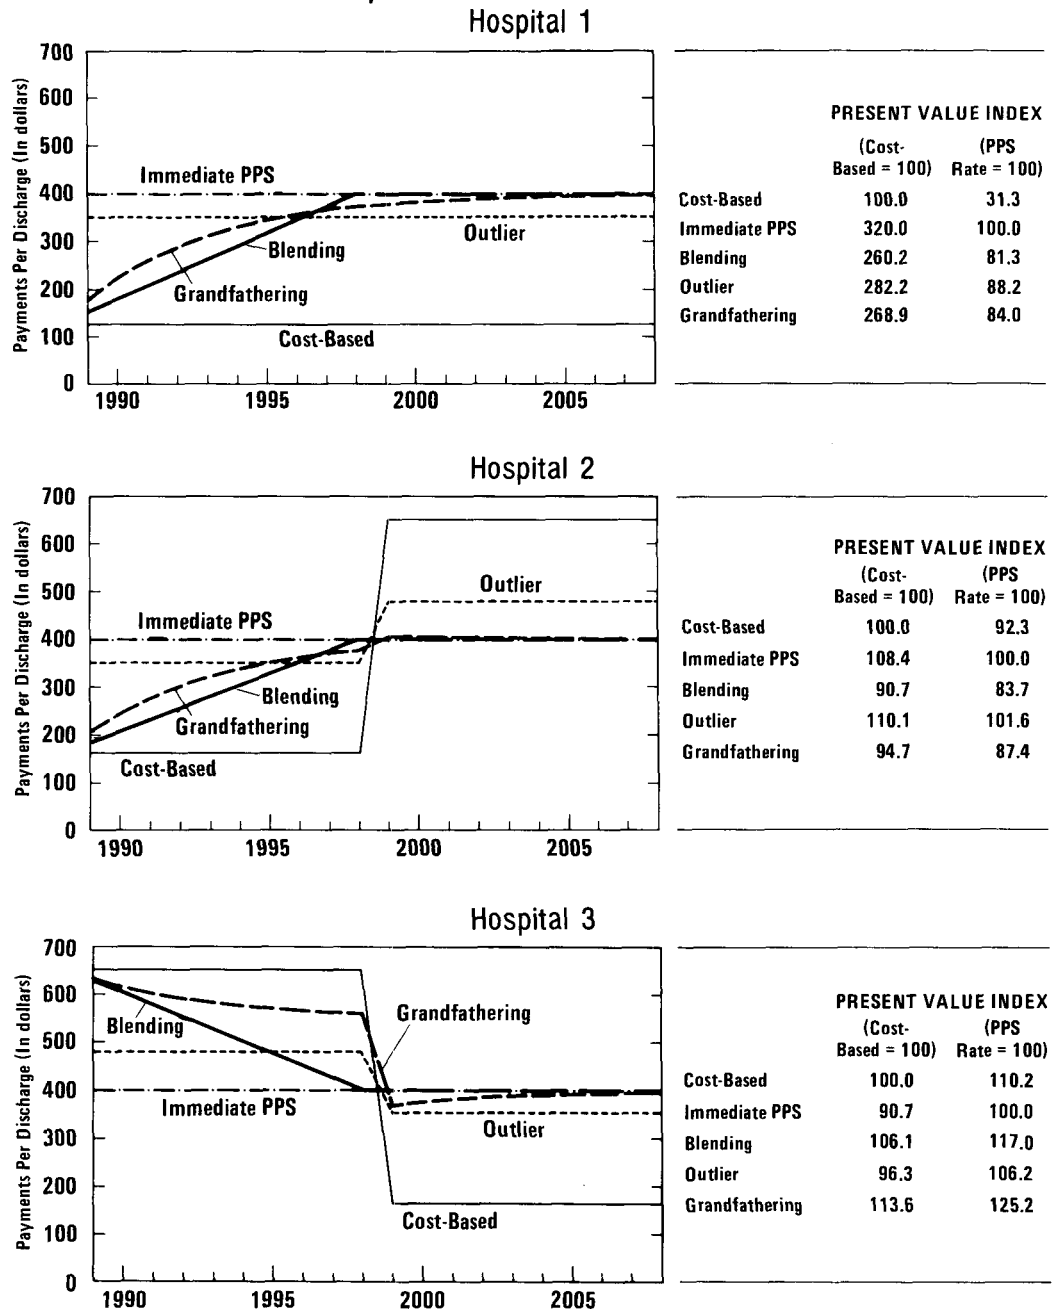 Hospital 1
Payments Per Discharge (In dollars)
700
600
500
400
300
200
100
0
Immediate PPS
Outlier
Blending
Grandfathering
Cost-Based
1990 1995 2000 2005
PRESENT VALUE INDEX
(Cost- (PPS
Based = 100) Rate = 100)
Cost-Based 100.0 31.3
Immediate PPS 320.0 100.0
Blending 260.2 81.3
Outlier 282.2 88.2
Grandfathering 268.9 84.0
Hospital 2
Payments Per Discharge (In dollars)
700
600
500
400
300
200
100
0
Outlier
Immediate PPS
Blending
Grandfathering
Cost-Based
1990 1995 2000 2005
PRESENT VALUE INDEX
(Cost- (PPS
Based = 100) Rate = 100)
Cost-Based 100.0 92.3
Immediate PPS 108.4 100.0
Blending 90.7 83.7
Outlier 110.1 101.6
Grandfathering 94.7 87.4
Hospital 3
Payments Per Discharge (In dollars)
700
600
500
400
300
200
100
0
Grandfathering
Blending
Immediate PPS
Outlier
Cost-Based
1990 1995 2000 2005
PRESENT VALUE INDEX
(Cost- (PPS
Based = 100) Rate = 100)
Cost-Based 100.0 110.2
Immediate PPS 90.7 100.0
Blending 106.1 117.0
Outlier 96.3 106.2
Grandfathering 113.6 125.2